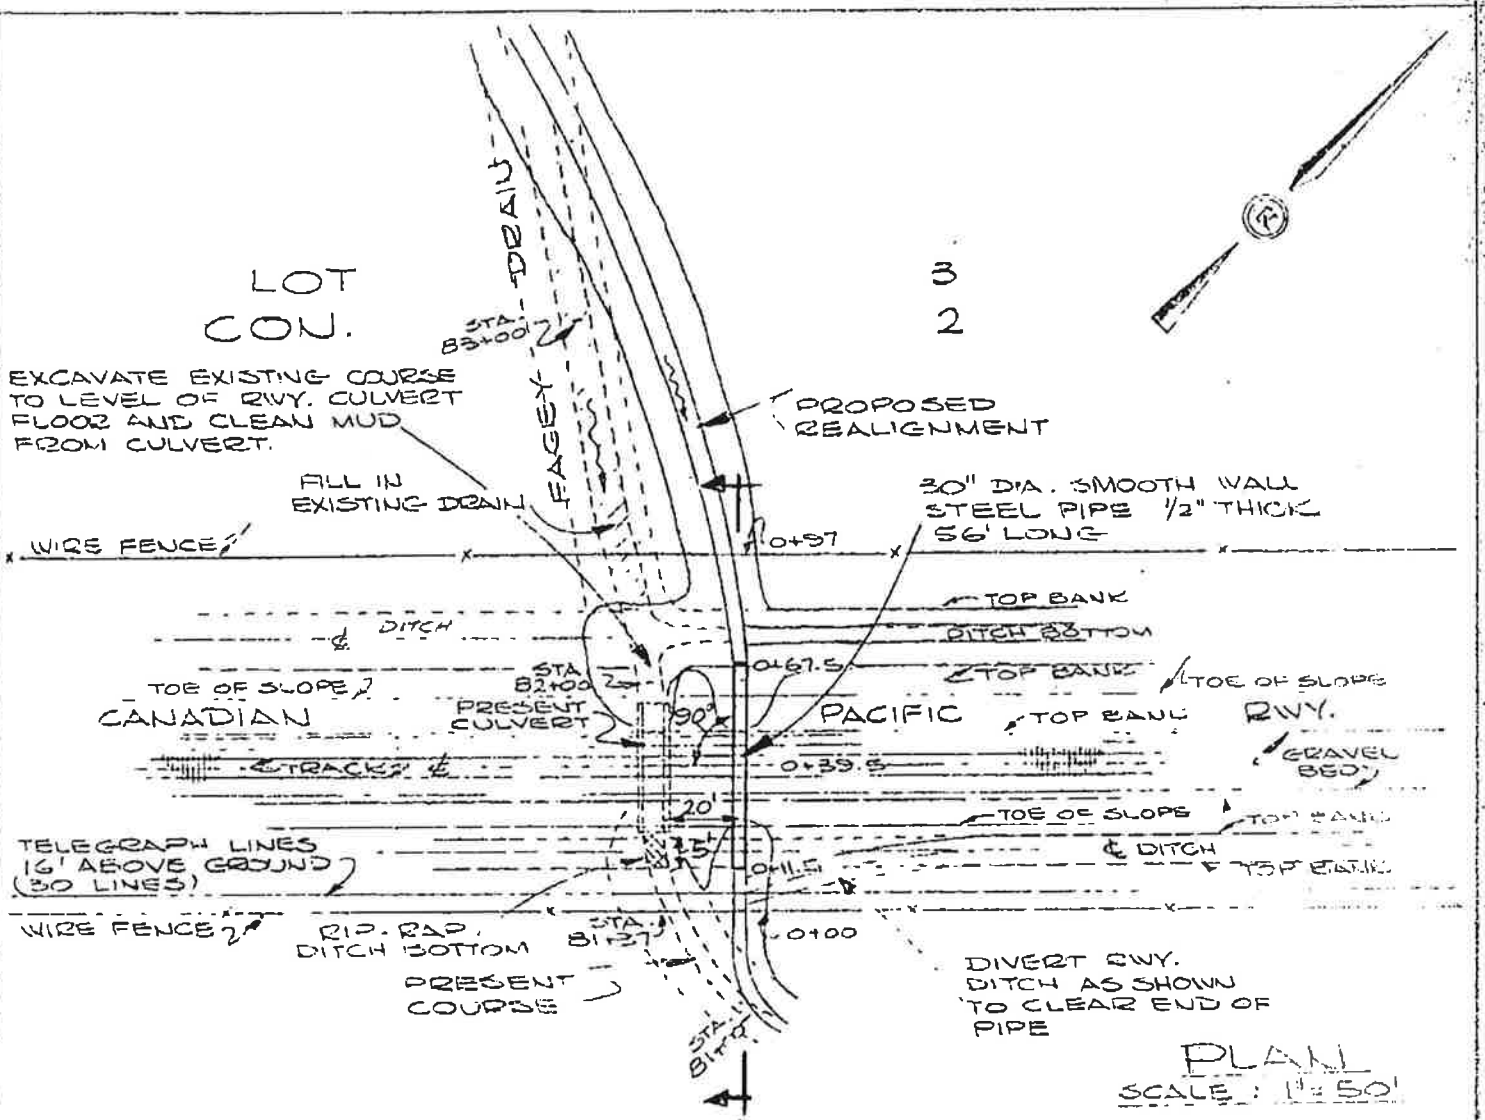 LOT 3
CON. 2
FAGEY DRAIN
STA.
83+00
EXCAVATE EXISTING COURSE
TO LEVEL OF RWY. CULVERT
FLOOR AND CLEAN MUD
FROM CULVERT.
PROPOSED
REALIGNMENT
FILL IN
EXISTING DRAIN
30" DIA. SMOOTH WALL
STEEL PIPE 1/2" THICK
56' LONG
WIRE FENCE
0+97
TOP BANK
DITCH
DITCH BOTTOM
0+67.5
TOP BANK
STA
82+00
TOE OF SLOPE
TOE OF SLOPE
CANADIAN PACIFIC RWY.
PRESENT
CULVERT
90°
TOP BANK
GRAVEL
BED
TRACKS
0+39.5
20'
TOE OF SLOPE
TOP BANK
TELEGRAPH LINES
16' ABOVE GROUND
(30 LINES)
℄ DITCH
0+11.5
TOP BANK
WIRE FENCE
RIP. RAP.
DITCH BOTTOM
STA.
0+00
PRESENT
COURSE
DIVERT RWY.
DITCH AS SHOWN
TO CLEAR END OF
PIPE
STA.
PLAN
SCALE : 1"=50'